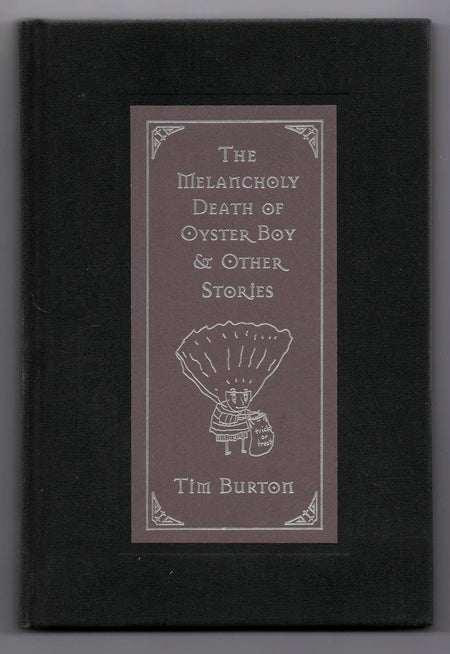 The
Melancholy
Death of
Oyster Boy
& Other
Stories
trick
or
treat
Tim Burton